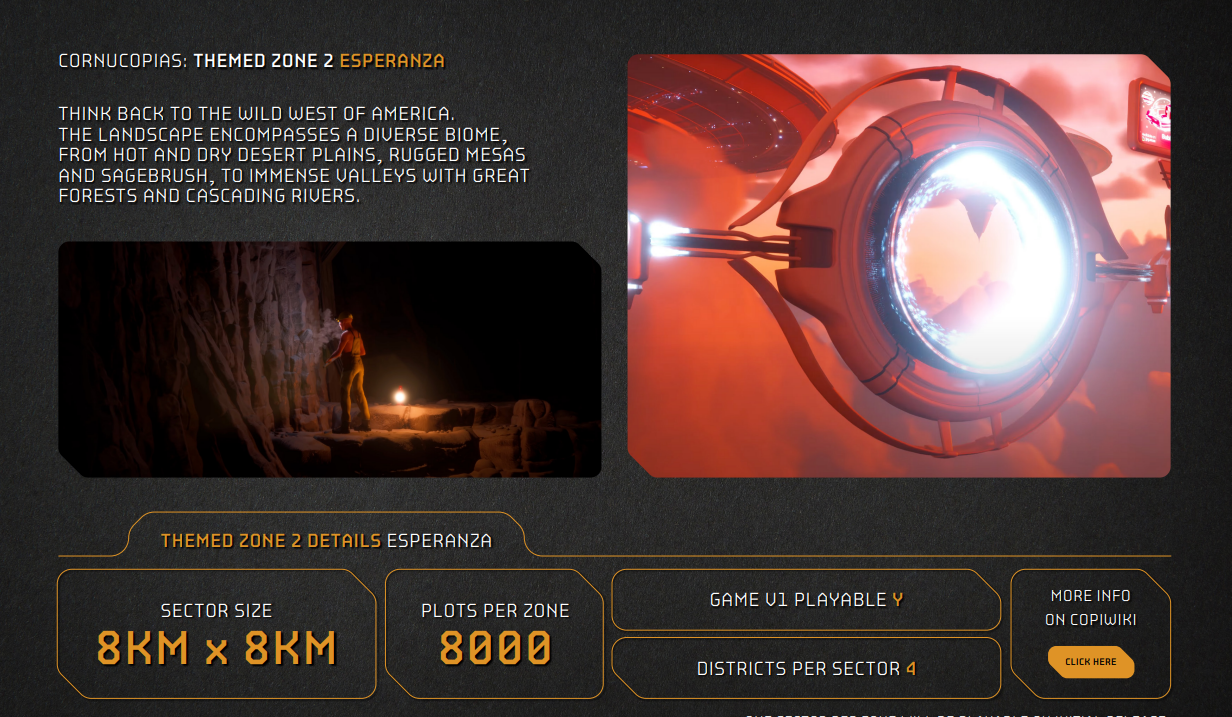 CORNUCOPIAS: THEMED ZONE 2 ESPERANZA
THINK BACK TO THE WILD WEST OF AMERICA.
THE LANDSCAPE ENCOMPASSES A DIVERSE BIOME,
FROM HOT AND DRY DESERT PLAINS, RUGGED MESAS
AND SAGEBRUSH, TO IMMENSE VALLEYS WITH GREAT
FORESTS AND CASCADING RIVERS.
THEMED ZONE 2 DETAILS ESPERANZA
SECTOR SIZE
8KM x 8KM
PLOTS PER ZONE
8000
GAME V1 PLAYABLE Y
DISTRICTS PER SECTOR 4
MORE INFO
ON COPIWIKI
CLICK HERE